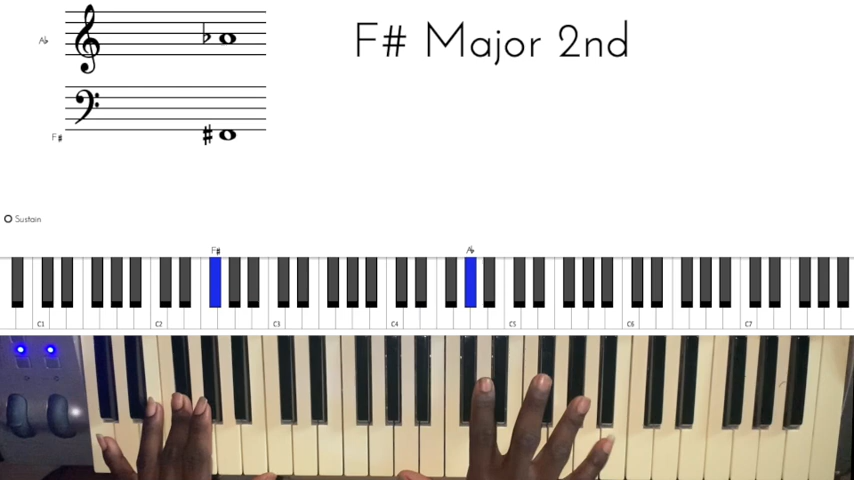 F# Major 2nd
A♭
F#
Sustain
F# A♭
C1 C2 C3 C4 C5 C6 C7